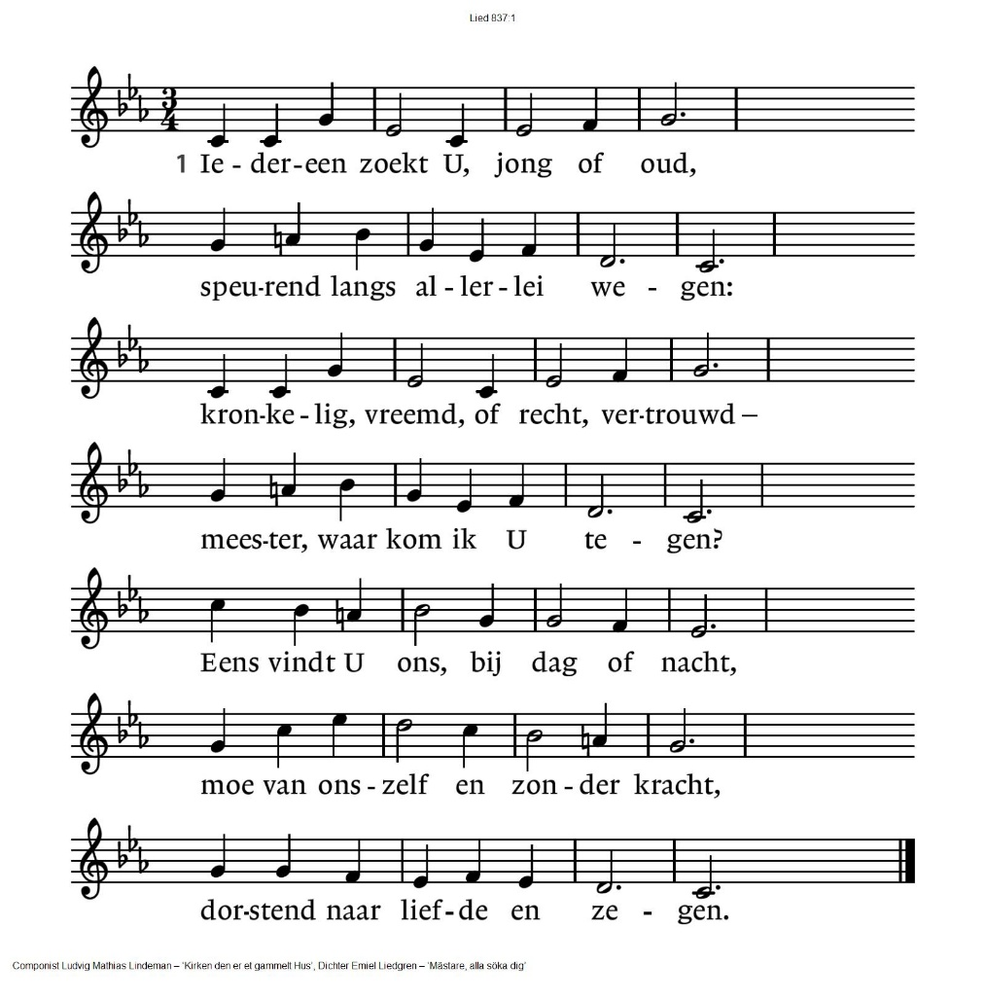 Lied 837:1
3
4
1 Ie - der - een zoekt U, jong of oud,
speu-rend langs al - ler - lei we - gen:
kron-ke - lig, vreemd, of recht, ver-trouwd –
mees-ter, waar kom ik U te - gen?
Eens vindt U ons, bij dag of nacht,
moe van ons - zelf en zon - der kracht,
dor-stend naar lief - de en ze - gen.
Componist Ludvig Mathias Lindeman – ‘Kirken den er et gammelt Hus’, Dichter Emiel Liedgren – ‘Mästare, alla söka dig’